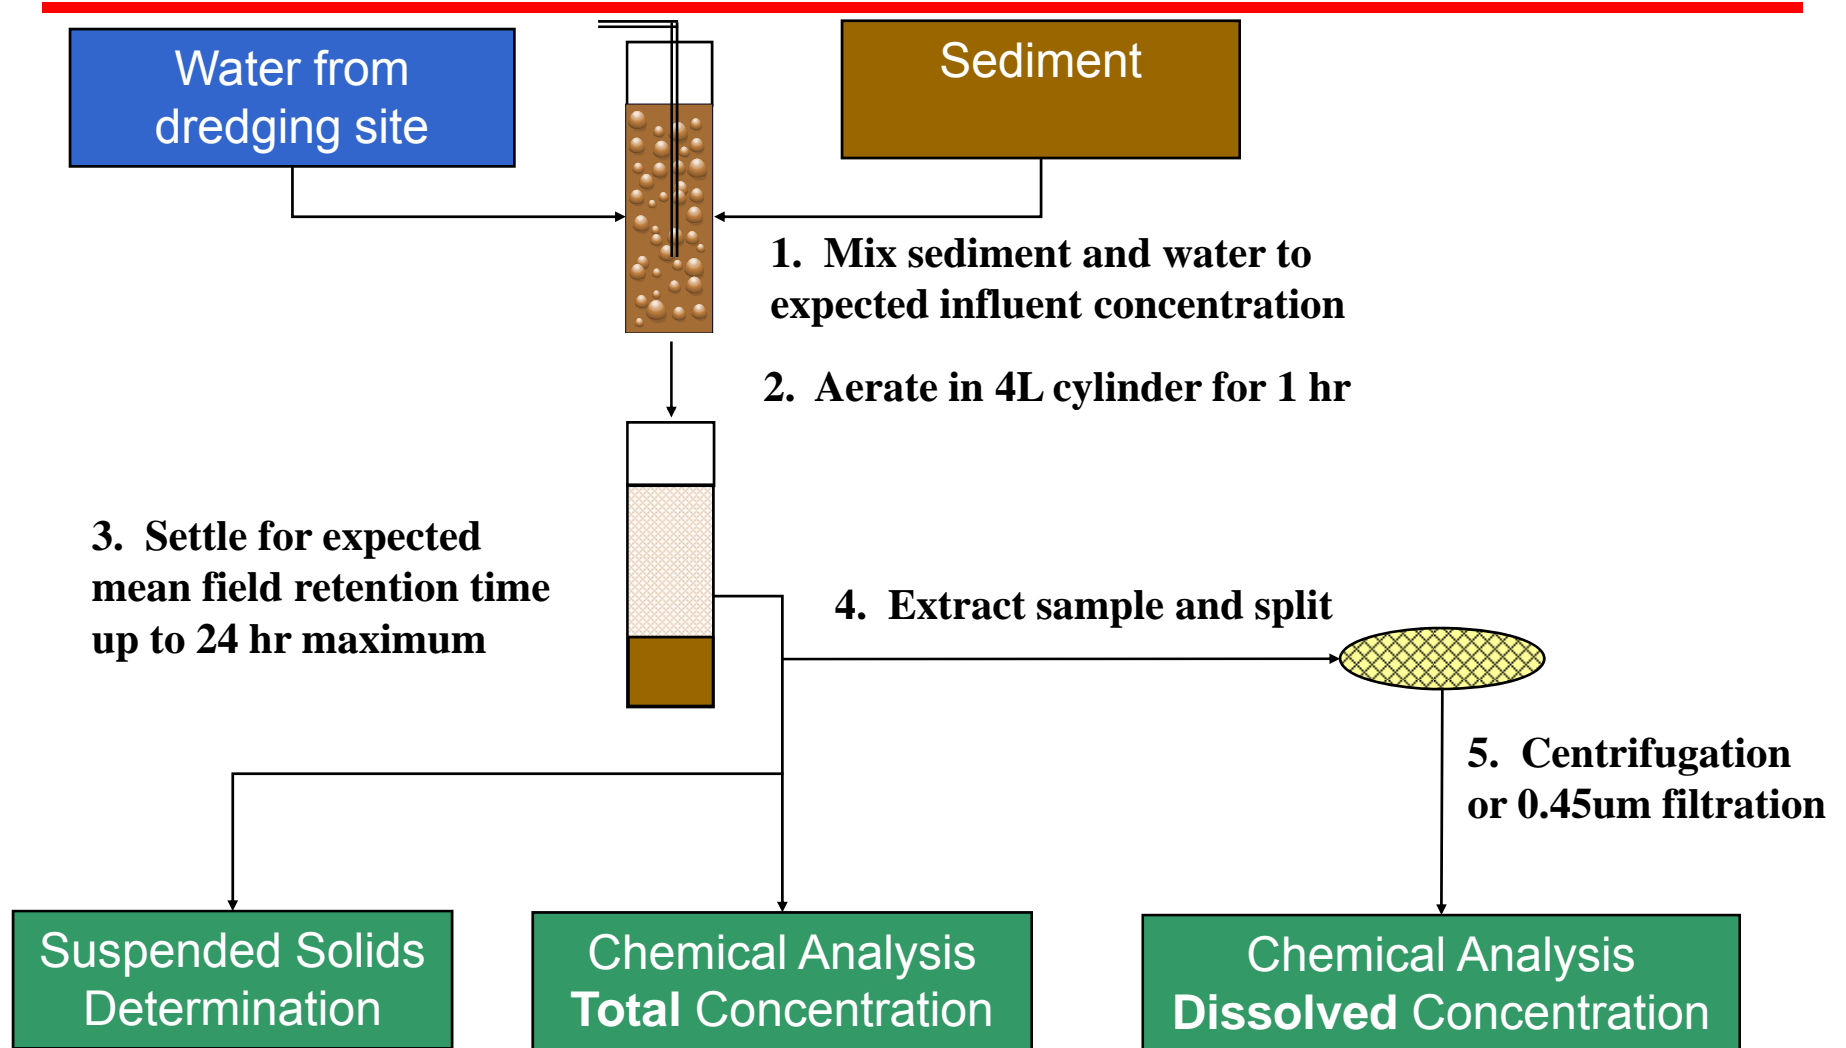 Water from
dredging site
Sediment
1. Mix sediment and water to
expected influent concentration
2. Aerate in 4L cylinder for 1 hr
3. Settle for expected
mean field retention time
up to 24 hr maximum
4. Extract sample and split
5. Centrifugation
or 0.45um filtration
Suspended Solids
Determination
Chemical Analysis
Total Concentration
Chemical Analysis
Dissolved Concentration